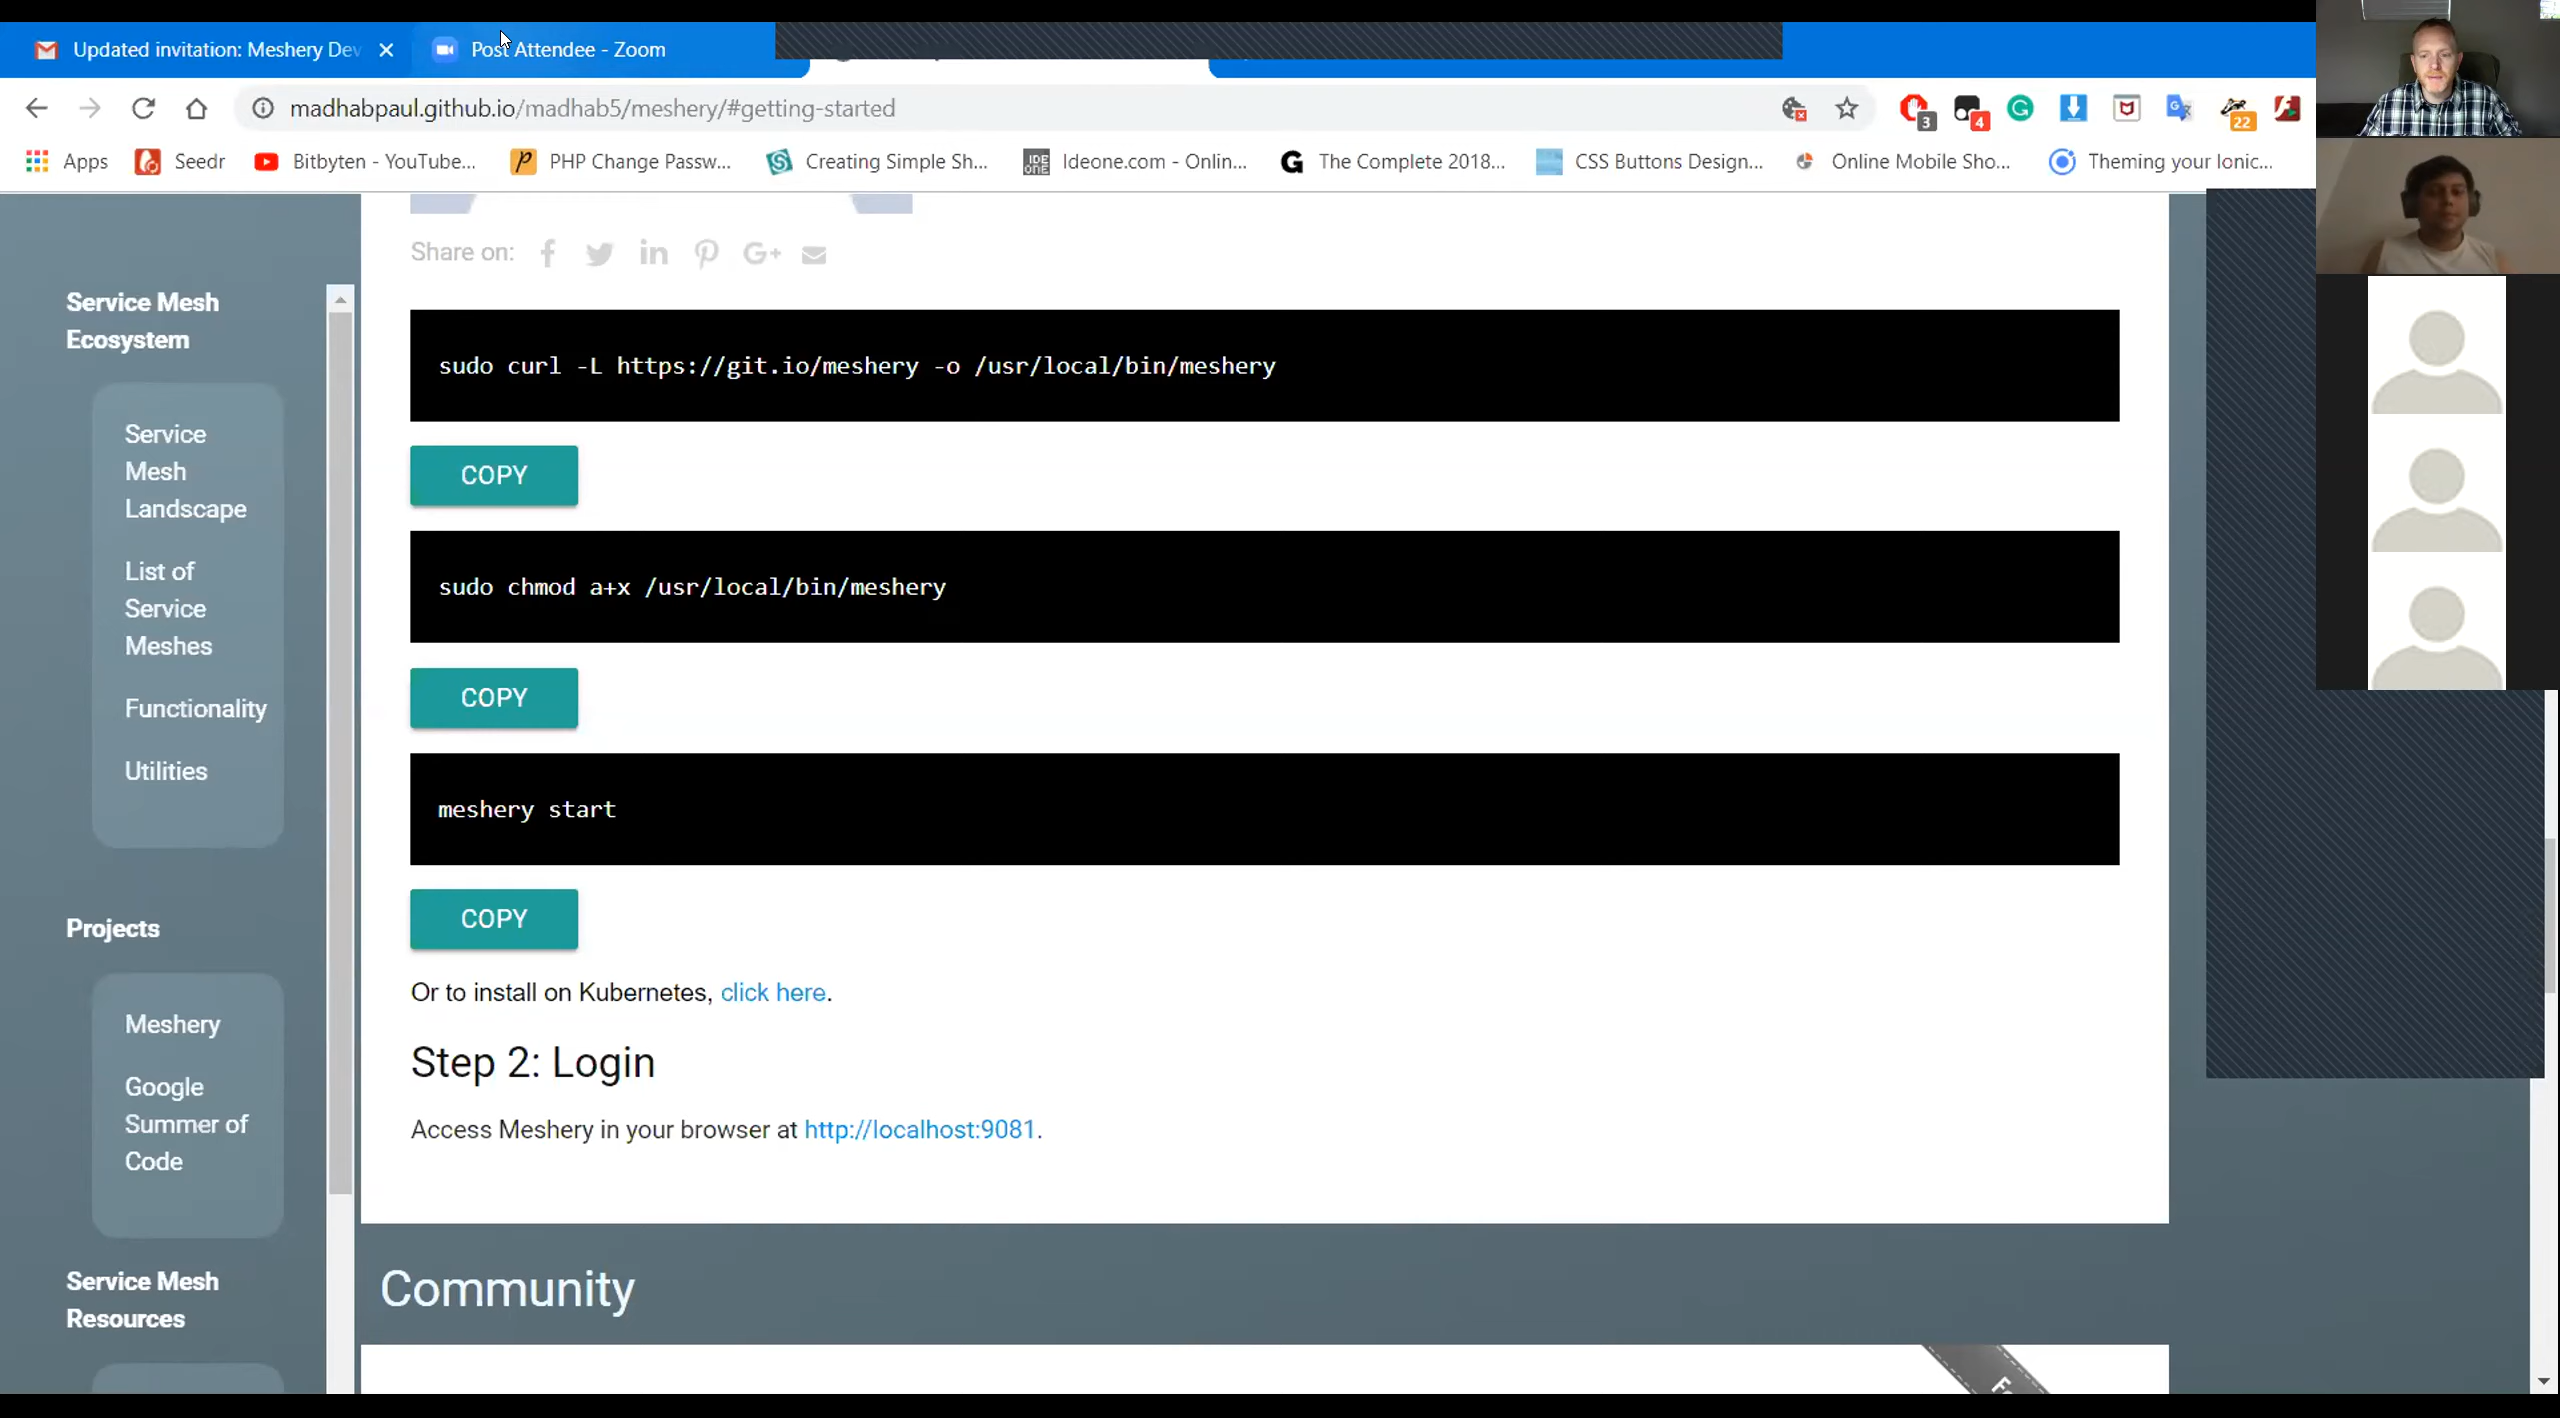 Updated invitation: Meshery Dev
Post Attendee - Zoom
madhabpaul.github.io/madhab5/meshery/#getting-started
3
4
22
Apps
Seedr
Bitbyten - YouTube...
PHP Change Passw...
Creating Simple Sh...
IDE
ONE
Ideone.com - Onlin...
The Complete 2018...
CSS Buttons Design...
Online Mobile Sho...
Theming your Ionic...
Share on:
Service Mesh
Ecosystem
Service
Mesh
Landscape
List of
Service
Meshes
Functionality
Utilities
Projects
Meshery
Google
Summer of
Code
Service Mesh
Resources
sudo curl -L https://git.io/meshery -o /usr/local/bin/meshery
COPY
sudo chmod a+x /usr/local/bin/meshery
COPY
meshery start
COPY
Or to install on Kubernetes, click here.
Step 2: Login
Access Meshery in your browser at http://localhost:9081.
Community